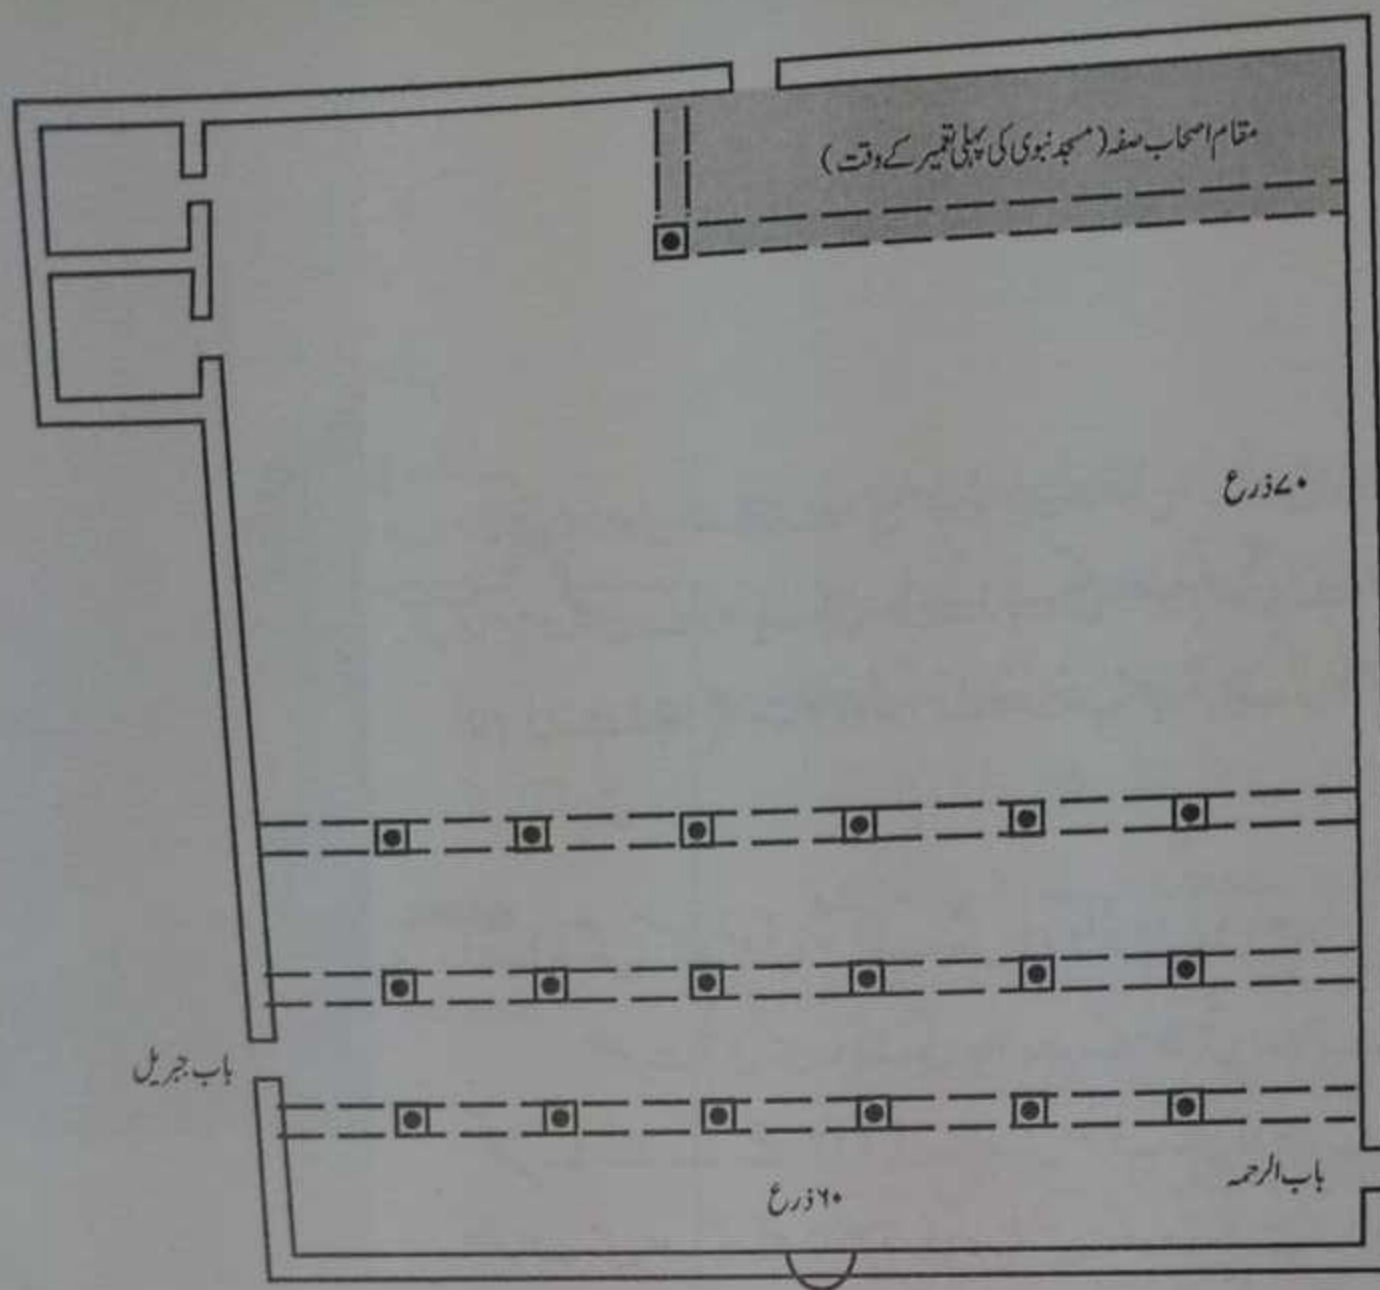 مقام اصحاب صفہ (مسجد نبوی کی پہلی تعمیر کے وقت)
۷۰ ذرع
باب جبریل
باب الرحمہ
۶۰ ذرع